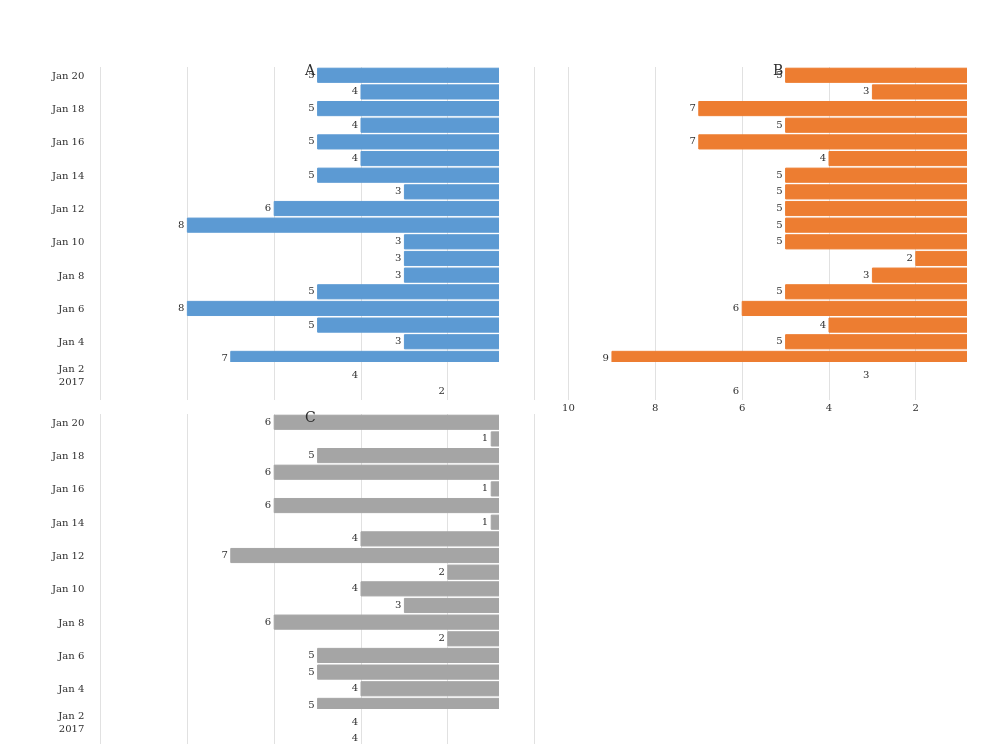 A B
Jan 20 5 5
4 3
Jan 18 5 7
4 5
Jan 16 5 7
4 4
Jan 14 5 5
3 5
Jan 12 6 5
8 5
Jan 10 3 5
3 2
Jan 8 3 3
5 5
Jan 6 8 6
5 4
Jan 4 3 5
7 9
Jan 2 4 3
2017 2 6
10 8 6 4 2
C
Jan 20 6
1
Jan 18 5
6
Jan 16 1
6
Jan 14 1
4
Jan 12 7
2
Jan 10 4
3
Jan 8 6
2
Jan 6 5
5
Jan 4 4
5
Jan 2 4
2017 4